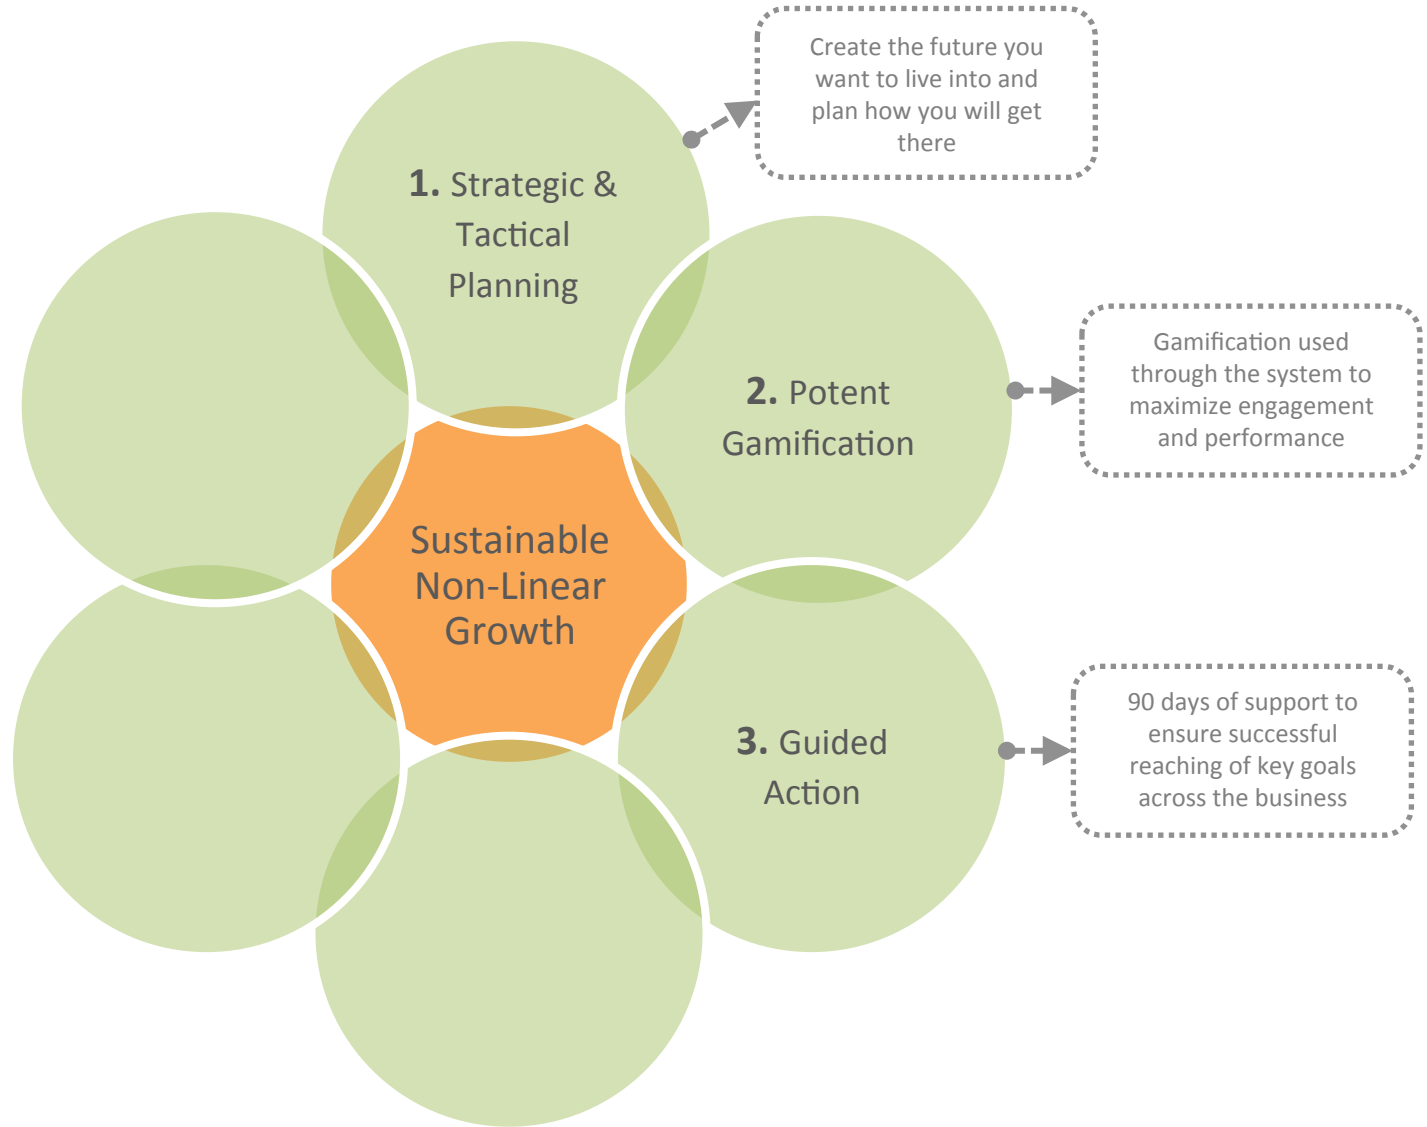 Create the future you
want to live into and
plan how you will get
there
1. Strategic &
Tactical
Planning
Gamification used
through the system to
maximize engagement
and performance
2. Potent
Gamification
Sustainable
Non-Linear
Growth
90 days of support to
ensure successful
reaching of key goals
across the business
3. Guided
Action